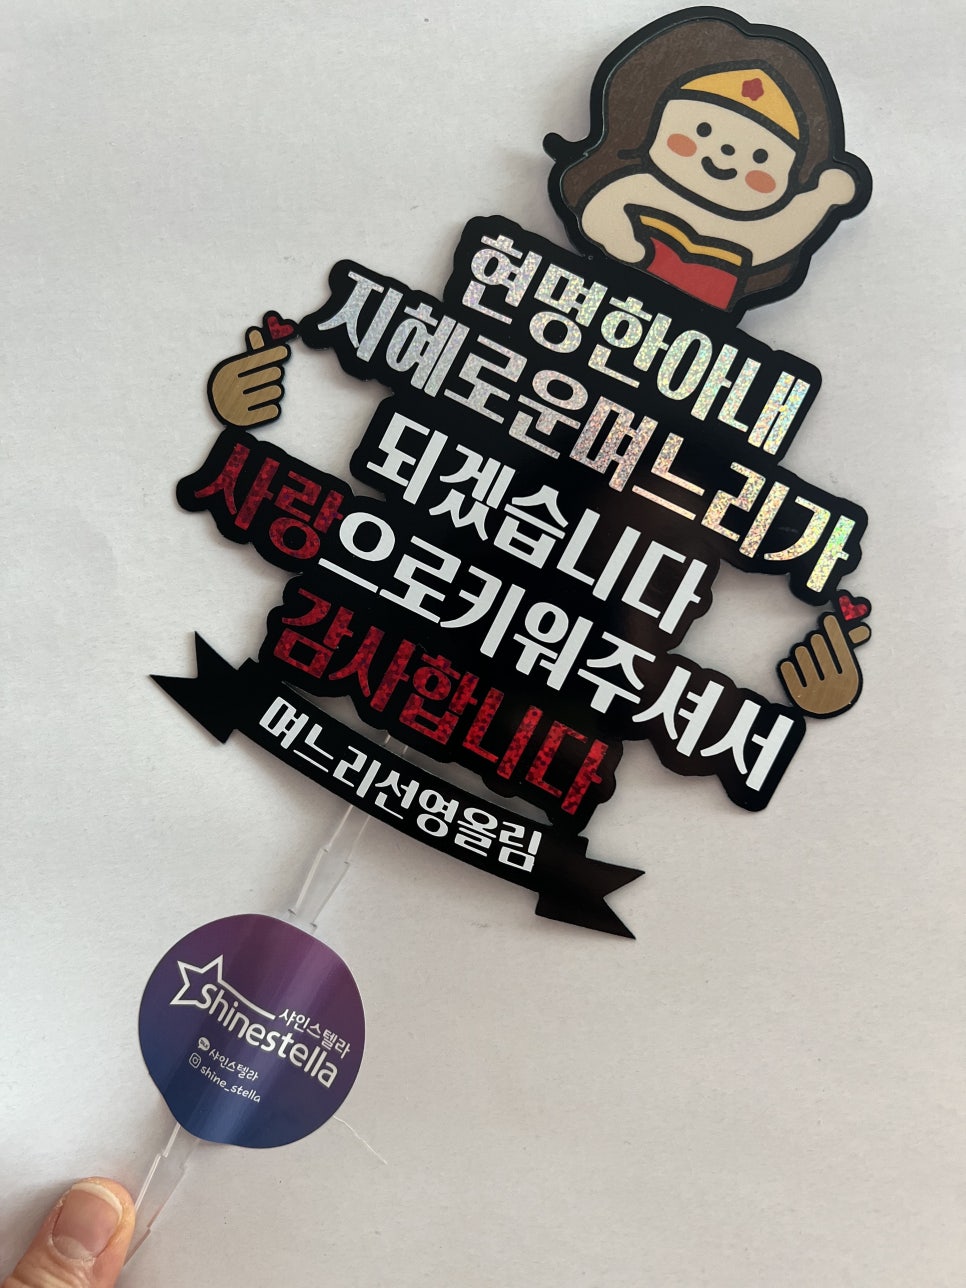 현명한아내
지혜로운며느리가
되겠습니다
사랑으로키워주셔서
감사합니다
며느리선영올림
Shinestella
샤인스텔라
샤인스텔라
shine_stella